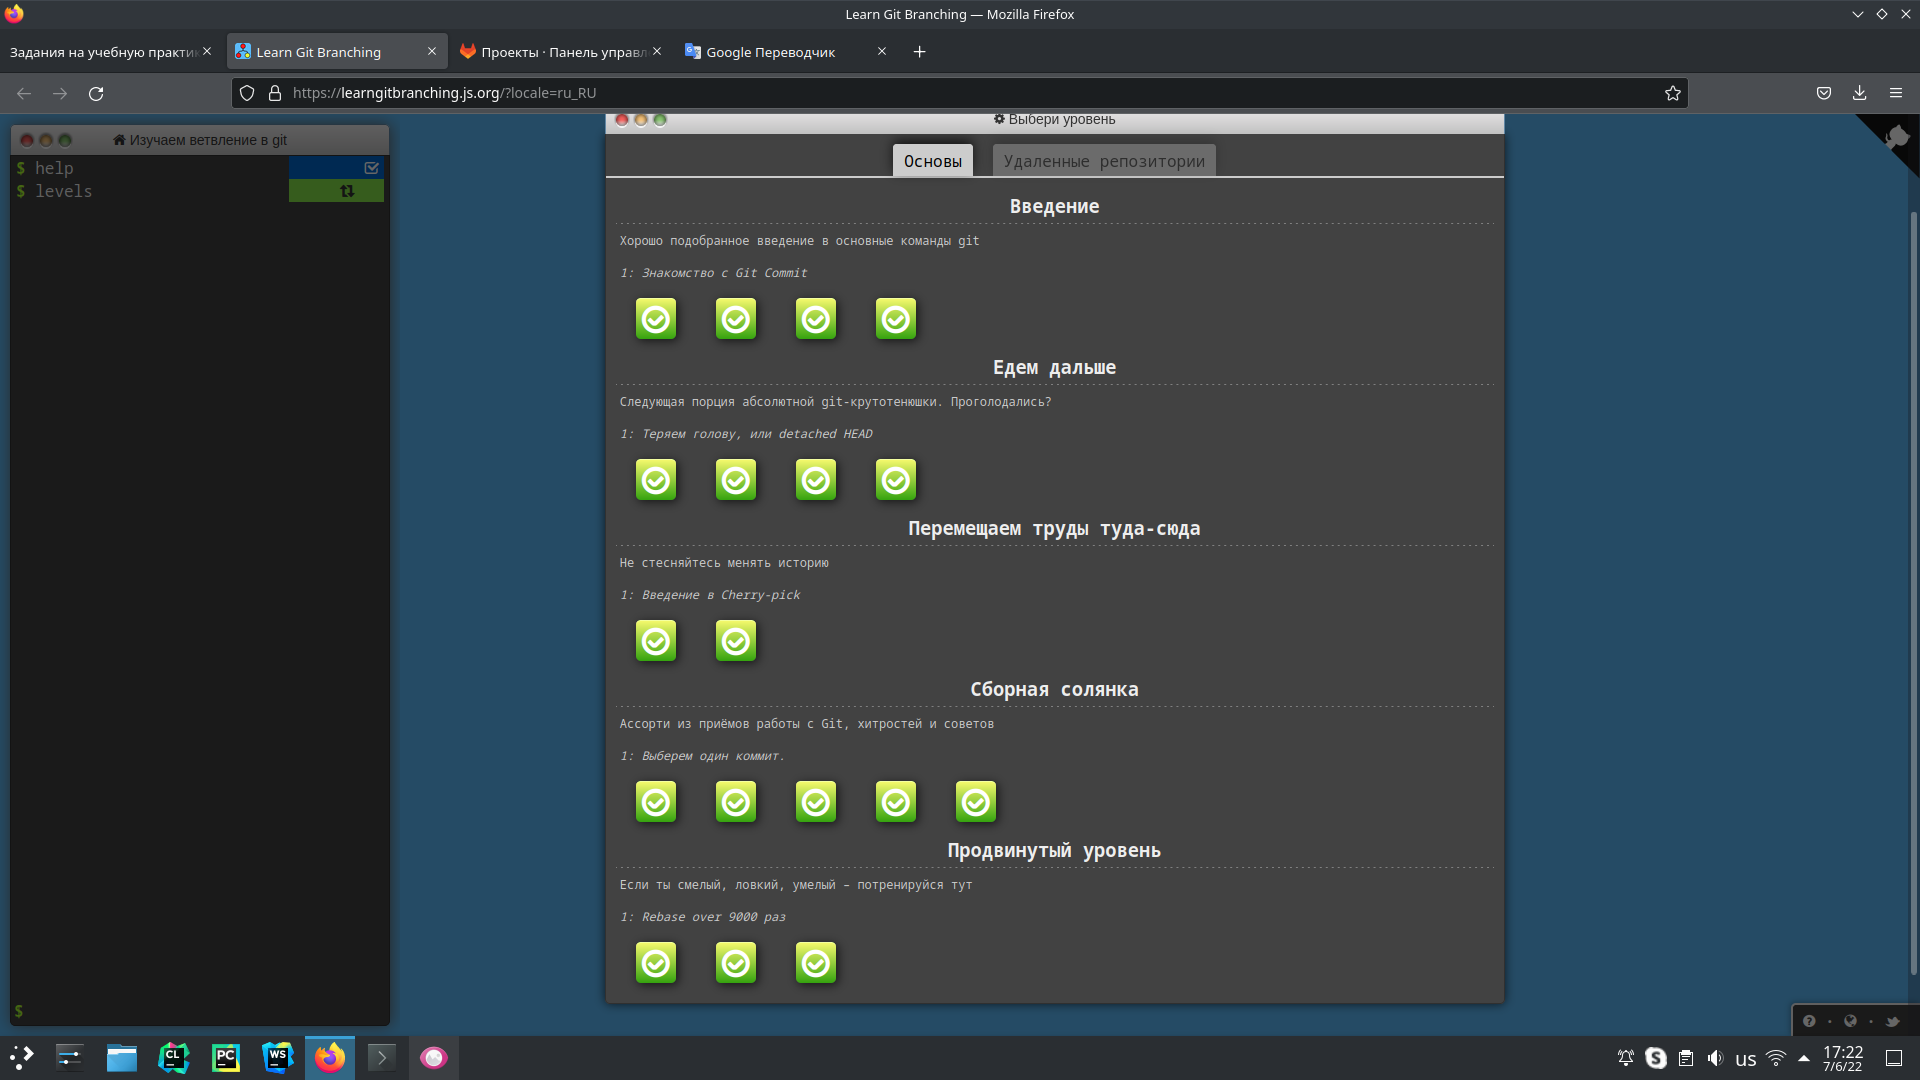 Learn Git Branching — Mozilla Firefox
Задания на учебную практи
Learn Git Branching
Проекты · Панель управл
Google Переводчик
https://learngitbranching.js.org/?locale=ru_RU
Изучаем ветвление в git
$ help
$ levels
$
Выбери уровень
Основы
Удаленные репозитории
Введение
Хорошо подобранное введение в основные команды git
1: Знакомство с Git Commit
Едем дальше
Следующая порция абсолютной git-крутотенюшки. Проголодались?
1: Теряем голову, или detached HEAD
Перемещаем труды туда-сюда
Не стесняйтесь менять историю
1: Введение в Cherry-pick
Сборная солянка
Ассорти из приёмов работы с Git, хитростей и советов
1: Выберем один коммит.
Продвинутый уровень
Если ты смелый, ловкий, умелый – потренируйся тут
1: Rebase over 9000 раз
CL
PC
WS
S
us
17:22
7/6/22